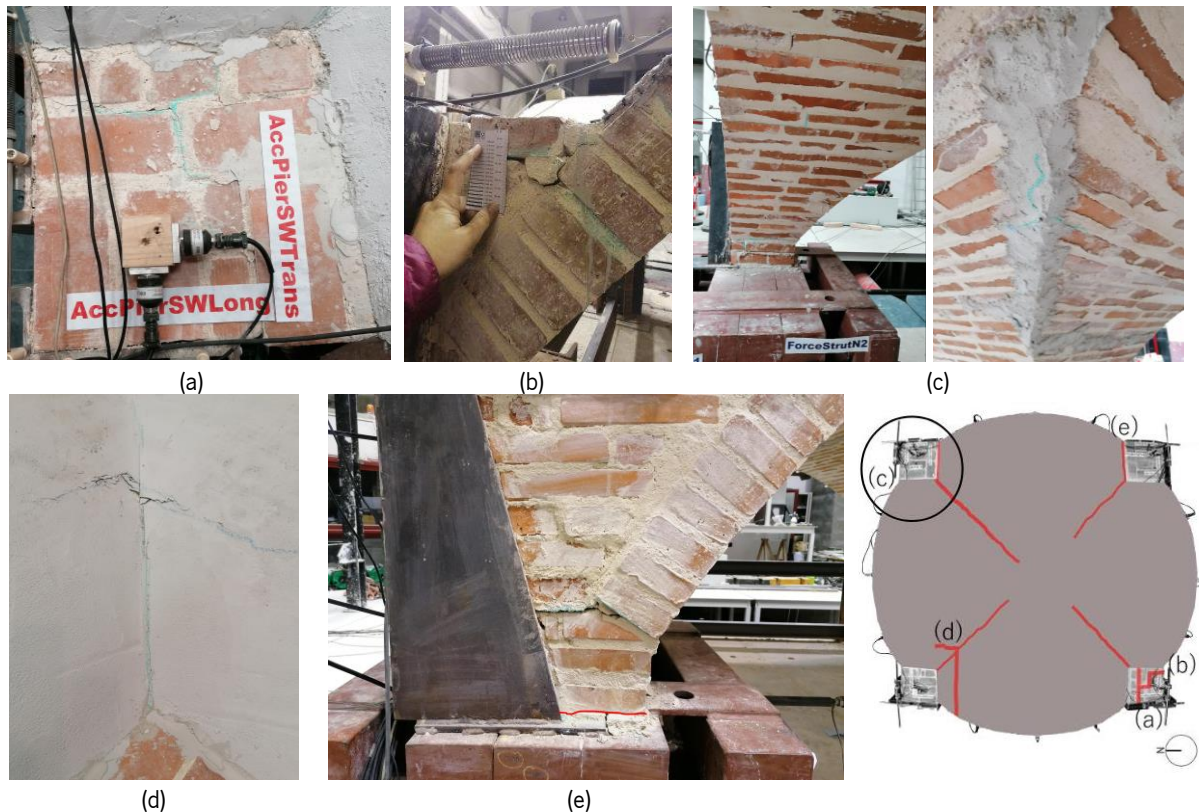 AccPierSWTrans
AccPierSWLong
ForceStrutN2
(a)
(b)
(c)
(d)
(e)
(e)
(c)
(d)
(b)
(a)
N